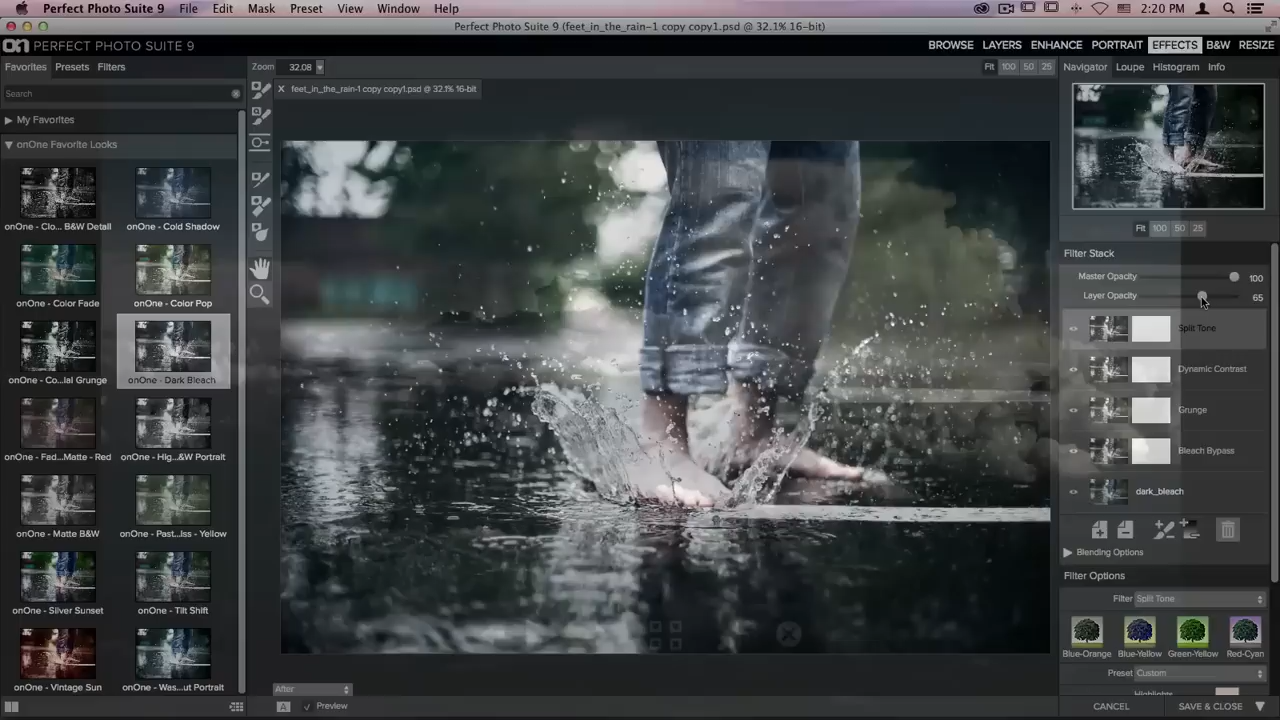 Perfect Photo Suite 9 File Edit Mask Preset View Window Help 2:20 PM
Perfect Photo Suite 9 (feet_in_the_rain-1 copy copy1.psd @ 32.1% 16-bit)
on PERFECT PHOTO SUITE 9 BROWSE LAYERS ENHANCE PORTRAIT EFFECTS B&W RESIZE
Favorites Presets Filters Zoom 32.08 Fit 100 50 25 Navigator Loupe Histogram Info
Search
X feet_in_the_rain-1 copy copy1.psd @ 32.1% 16-bit
My Favorites
onOne Favorite Looks
onOne - Clo... B&W Detail onOne - Cold Shadow
onOne - Color Fade onOne - Color Pop
onOne - Co...ial Grunge onOne - Dark Bleach
onOne - Fad...Matte - Red onOne - Hig...&W Portrait
onOne - Matte B&W onOne - Past...lss - Yellow
onOne - Silver Sunset onOne - Tilt Shift
onOne - Vintage Sun onOne - Was...ut Portrait
Fit 100 50 25
Filter Stack
Master Opacity 100
Layer Opacity 65
Split Tone
Dynamic Contrast
Grunge
Bleach Bypass
dark_bleach
Blending Options
Filter Options
Filter Split Tone
Blue-Orange Blue-Yellow Green-Yellow Red-Cyan
Preset Custom
Highlights
After
A Preview
CANCEL SAVE & CLOSE